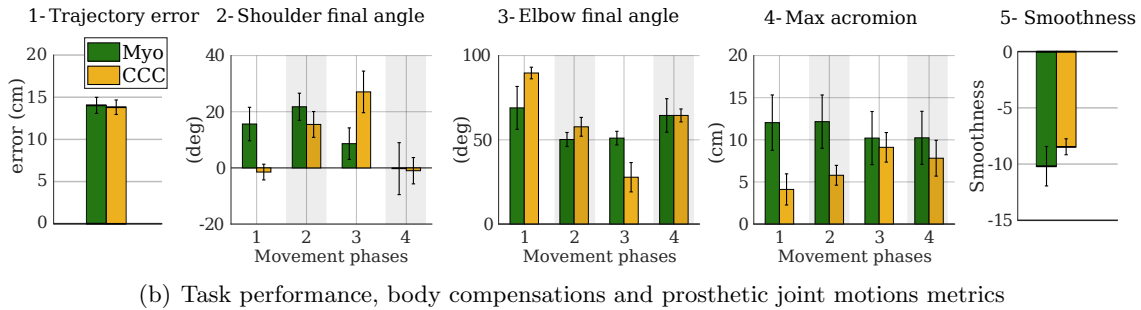 1- Trajectory error
2- Shoulder final angle
3- Elbow final angle
4- Max acromion
5- Smoothness
20
15
10
5
0
error (cm)
Myo
CCC
40
20
0
-20
(deg)
1 2 3 4
Movement phases
100
50
0
(deg)
1 2 3 4
Movement phases
20
15
10
5
0
(cm)
1 2 3 4
Movement phases
0
-5
-10
-15
Smoothness
(b) Task performance, body compensations and prosthetic joint motions metrics